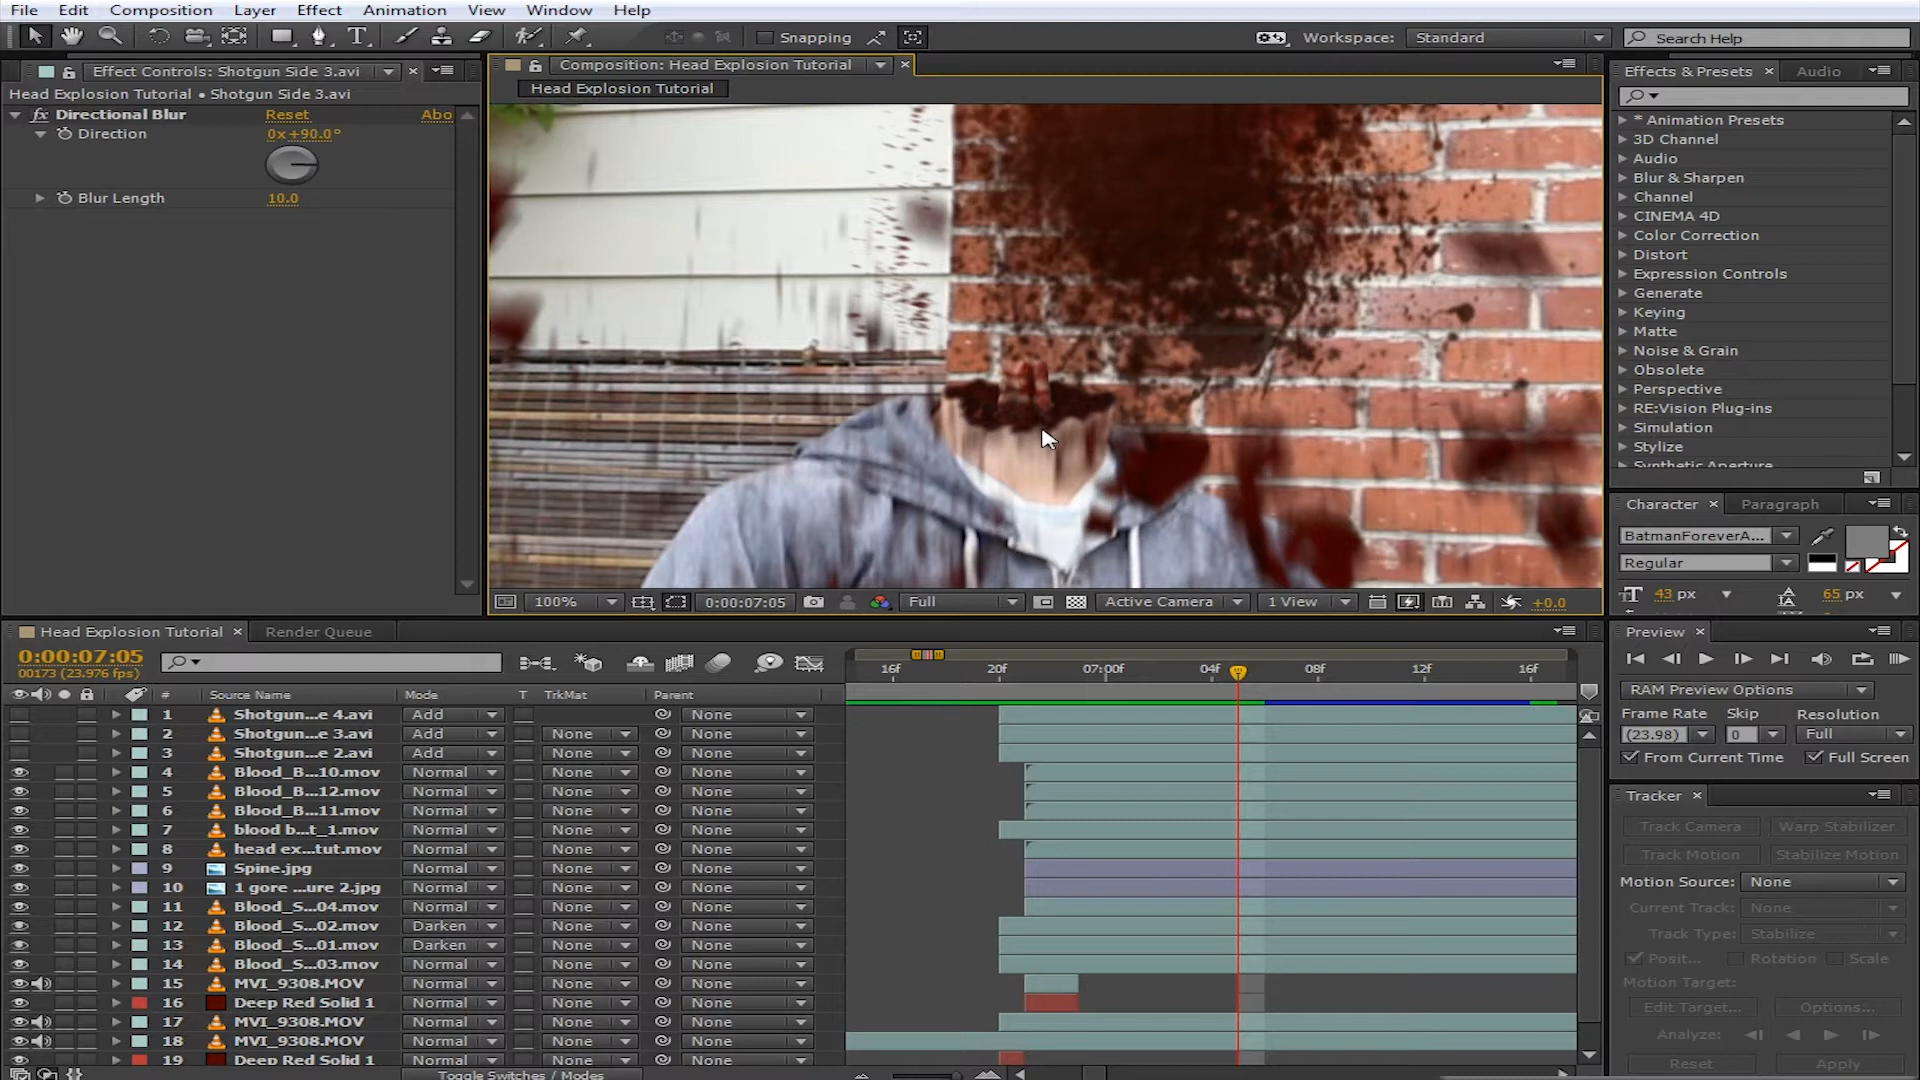 File Edit Composition Layer Effect Animation View Window Help
Snapping
Workspace: Standard
Search Help
Effect Controls: Shotgun Side 3.avi
Head Explosion Tutorial • Shotgun Side 3.avi
fx Directional Blur Reset Abo
Direction 0x+90.0°
Blur Length 10.0
Composition: Head Explosion Tutorial
Head Explosion Tutorial
100% 0:00:07:05 Full Active Camera 1 View +0.0
Effects & Presets Audio
* Animation Presets
3D Channel
Audio
Blur & Sharpen
Channel
CINEMA 4D
Color Correction
Distort
Expression Controls
Generate
Keying
Matte
Noise & Grain
Obsolete
Perspective
RE:Vision Plug-ins
Simulation
Stylize
Synthetic Aperture
Character Paragraph
BatmanForeverA...
Regular
43 px 65 px
Head Explosion Tutorial Render Queue
0:00:07:05
00173 (23.976 fps)
16f 20f 07:00f 04f 08f 12f 16f
# Source Name Mode T TrkMat Parent
1 Shotgun...e 4.avi Add None
2 Shotgun...e 3.avi Add None None
3 Shotgun...e 2.avi Add None None
4 Blood_B...10.mov Normal None None
5 Blood_B...12.mov Normal None None
6 Blood_B...11.mov Normal None None
7 blood b...t_1.mov Normal None None
8 head ex...tut.mov Normal None None
9 Spine.jpg Normal None None
10 1 gore ...ure 2.jpg Normal None None
11 Blood_S...04.mov Normal None None
12 Blood_S...02.mov Darken None None
13 Blood_S...01.mov Darken None None
14 Blood_S...03.mov Normal None None
15 MVI_9308.MOV Normal None None
16 Deep Red Solid 1 Normal None None
17 MVI_9308.MOV Normal None None
18 MVI_9308.MOV Normal None None
19 Deep Red Solid 1 Normal None None
Toggle Switches / Modes
Preview
RAM Preview Options
Frame Rate Skip Resolution
(23.98) 0 Full
From Current Time Full Screen
Tracker
Track Camera Warp Stabilizer
Track Motion Stabilize Motion
Motion Source: None
Current Track: None
Track Type: Stabilize
Posit... Rotation Scale
Motion Target:
Edit Target... Options...
Analyze:
Reset Apply